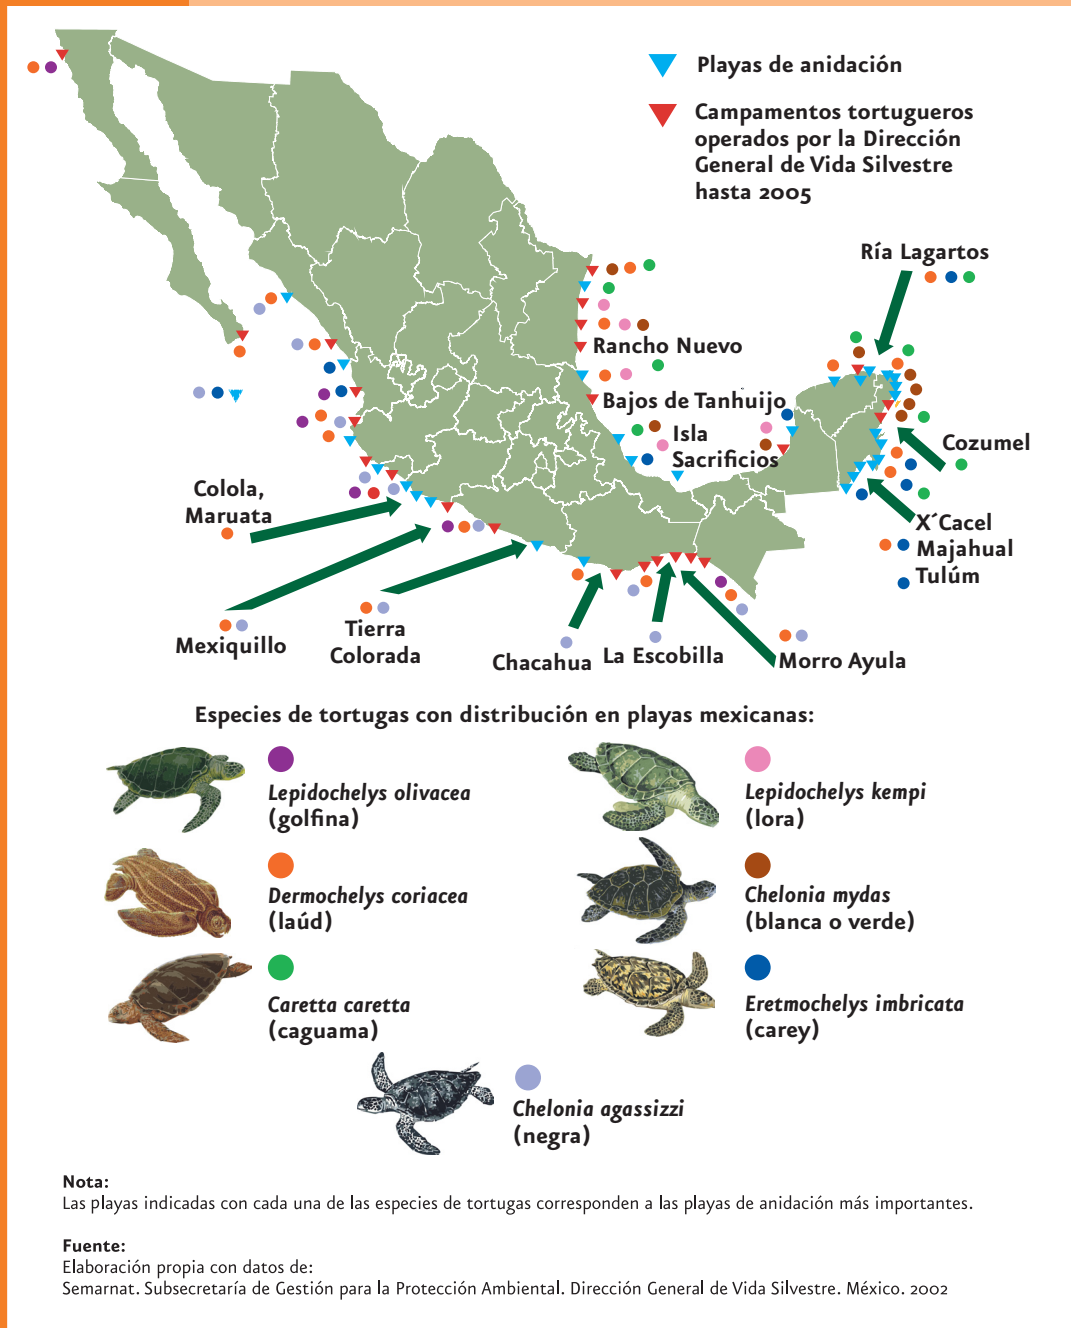 Playas de anidación
Campamentos tortugueros
operados por la Dirección
General de Vida Silvestre
hasta 2005
Ría Lagartos
Rancho Nuevo
Bajos de Tanhuijo
Isla
Sacrificios
Cozumel
Colola,
Maruata
X´Cacel
Majahual
Tulúm
Mexiquillo
Tierra
Colorada
Chacahua
La Escobilla
Morro Ayula
Especies de tortugas con distribución en playas mexicanas:
Lepidochelys olivacea
(golfina)
Lepidochelys kempi
(lora)
Dermochelys coriacea
(laúd)
Chelonia mydas
(blanca o verde)
Caretta caretta
(caguama)
Eretmochelys imbricata
(carey)
Chelonia agassizzi
(negra)
Nota:
Las playas indicadas con cada una de las especies de tortugas corresponden a las playas de anidación más importantes.
Fuente:
Elaboración propia con datos de:
Semarnat. Subsecretaría de Gestión para la Protección Ambiental. Dirección General de Vida Silvestre. México. 2002